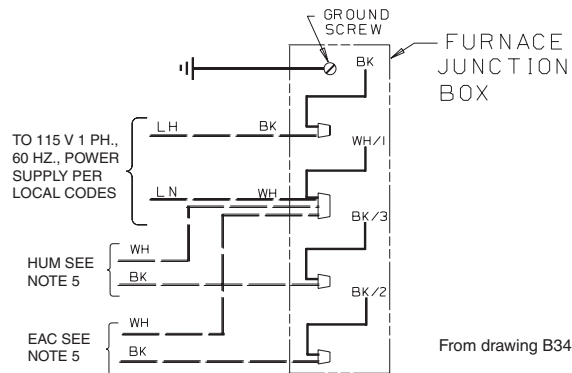 GROUND
SCREW
FURNACE
JUNCTION
BOX
BK
LH
BK
TO 115 V 1 PH.,
60 HZ., POWER
SUPPLY PER
LOCAL CODES
WH/1
LN
WH
BK/3
WH
HUM SEE
NOTE 5
BK
BK/2
WH
EAC SEE
NOTE 5
BK
From drawing B34